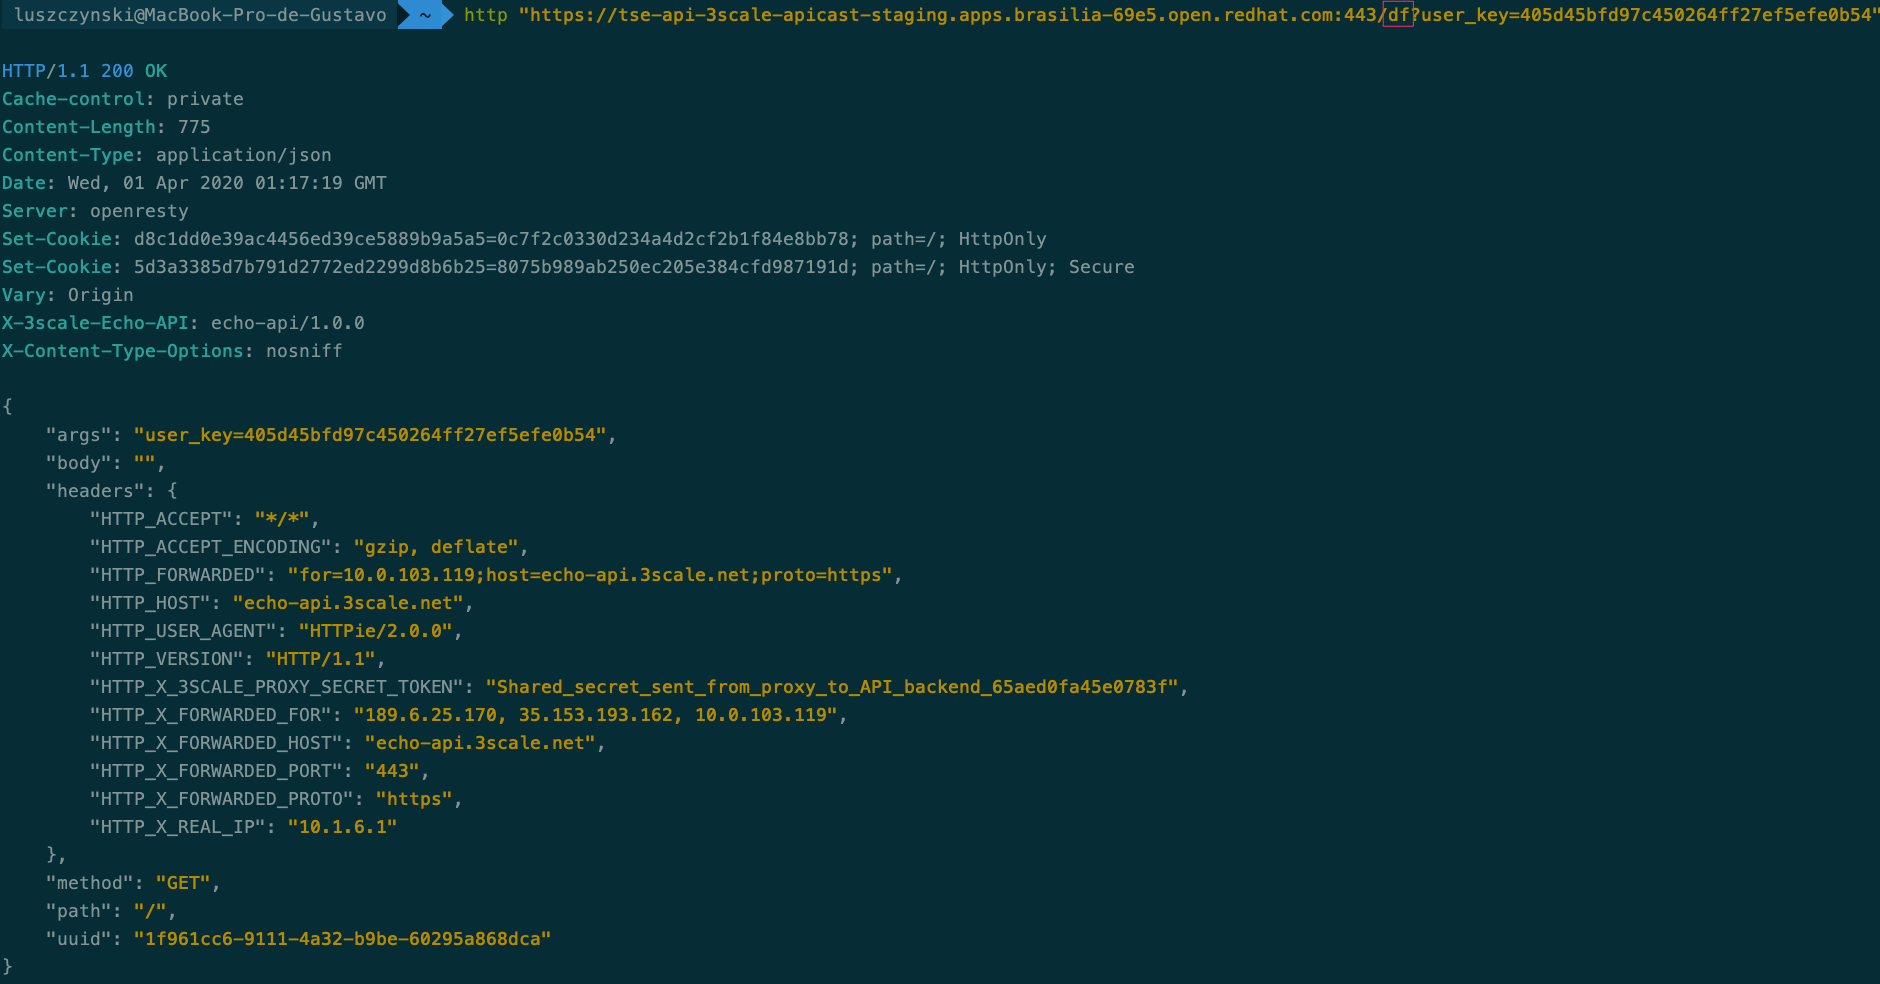 luszczynski@MacBook-Pro-de-Gustavo ~ http "https://tse-api-3scale-apicast-staging.apps.brasilia-69e5.open.redhat.com:443/df?user_key=405d45bfd97c450264ff27ef5efe0b54"
HTTP/1.1 200 OK
Cache-control: private
Content-Length: 775
Content-Type: application/json
Date: Wed, 01 Apr 2020 01:17:19 GMT
Server: openresty
Set-Cookie: d8c1dd0e39ac4456ed39ce5889b9a5a5=0c7f2c0330d234a4d2cf2b1f84e8bb78; path=/; HttpOnly
Set-Cookie: 5d3a3385d7b791d2772ed2299d8b6b25=8075b989ab250ec205e384cfd987191d; path=/; HttpOnly; Secure
Vary: Origin
X-3scale-Echo-API: echo-api/1.0.0
X-Content-Type-Options: nosniff
{
    "args": "user_key=405d45bfd97c450264ff27ef5efe0b54",
    "body": "",
    "headers": {
        "HTTP_ACCEPT": "*/*",
        "HTTP_ACCEPT_ENCODING": "gzip, deflate",
        "HTTP_FORWARDED": "for=10.0.103.119;host=echo-api.3scale.net;proto=https",
        "HTTP_HOST": "echo-api.3scale.net",
        "HTTP_USER_AGENT": "HTTPie/2.0.0",
        "HTTP_VERSION": "HTTP/1.1",
        "HTTP_X_3SCALE_PROXY_SECRET_TOKEN": "Shared_secret_sent_from_proxy_to_API_backend_65aed0fa45e0783f",
        "HTTP_X_FORWARDED_FOR": "189.6.25.170, 35.153.193.162, 10.0.103.119",
        "HTTP_X_FORWARDED_HOST": "echo-api.3scale.net",
        "HTTP_X_FORWARDED_PORT": "443",
        "HTTP_X_FORWARDED_PROTO": "https",
        "HTTP_X_REAL_IP": "10.1.6.1"
    },
    "method": "GET",
    "path": "/",
    "uuid": "1f961cc6-9111-4a32-b9be-60295a868dca"
}